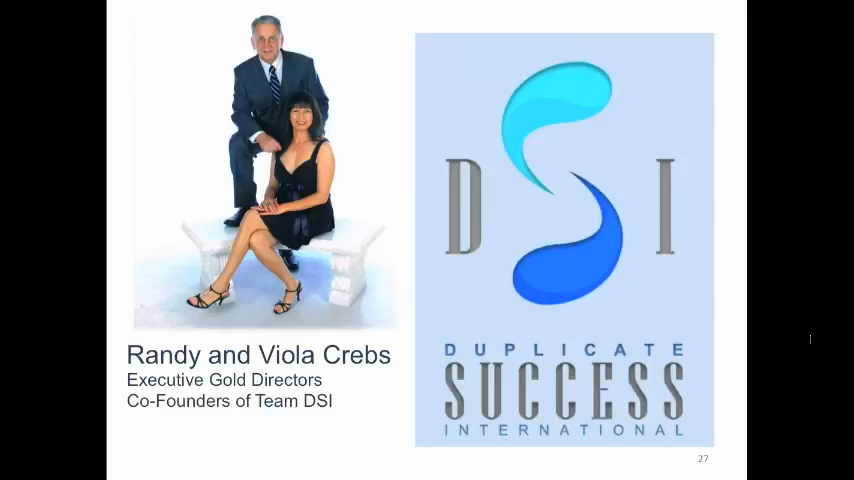 Randy and Viola Crebs
Executive Gold Directors
Co-Founders of Team DSI
D S I
DUPLICATE
SUCCESS
INTERNATIONAL
27